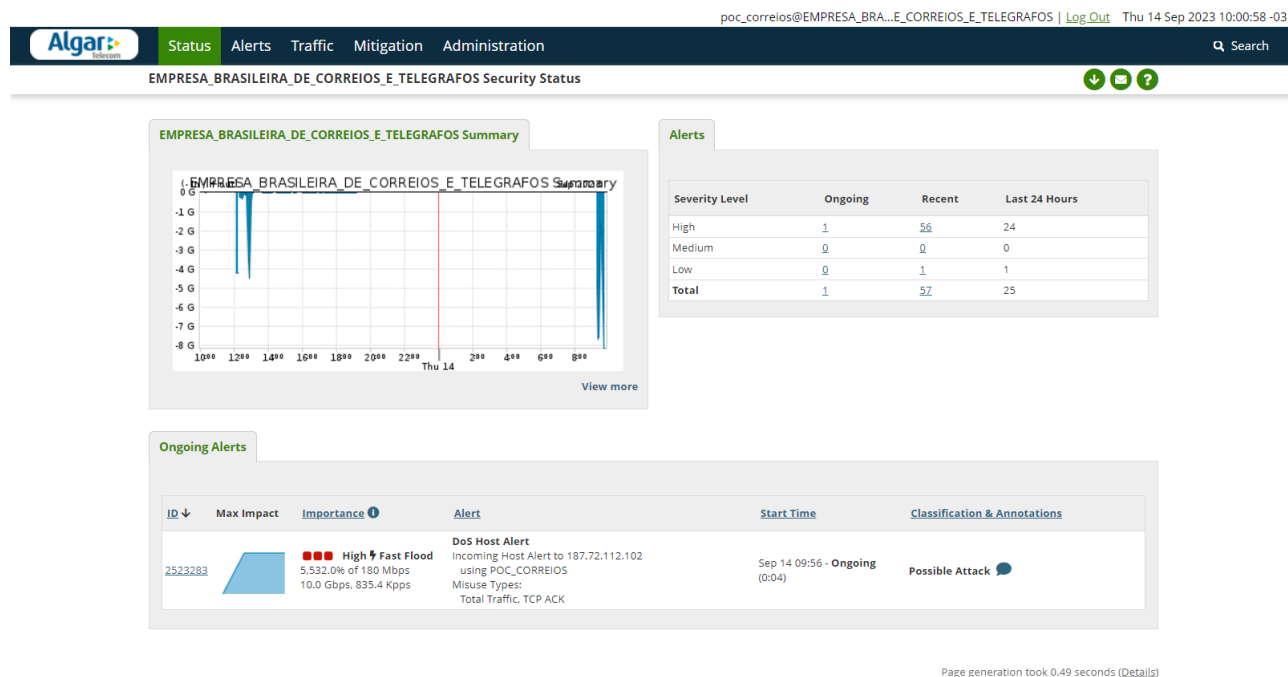 poc_correios@EMPRESA_BRA...E_CORREIOS_E_TELEGRAFOS | Log Out Thu 14 Sep 2023 10:00:58 -03
Algar Telecom
Status Alerts Traffic Mitigation Administration Search
EMPRESA_BRASILEIRA_DE_CORREIOS_E_TELEGRAFOS Security Status
EMPRESA_BRASILEIRA_DE_CORREIOS_E_TELEGRAFOS Summary
EMPRESA_BRASILEIRA_DE_CORREIOS_E_TELEGRAFOS Summary
0 G
-1 G
-2 G
-3 G
-4 G
-5 G
-6 G
-7 G
-8 G
10⁰⁰ 12⁰⁰ 14⁰⁰ 16⁰⁰ 18⁰⁰ 20⁰⁰ 22⁰⁰ 2⁰⁰ 4⁰⁰ 6⁰⁰ 8⁰⁰
Thu 14
View more
Alerts
Severity Level Ongoing Recent Last 24 Hours
High 1 56 24
Medium 0 0 0
Low 0 1 1
Total 1 57 25
Ongoing Alerts
ID Max Impact Importance Alert Start Time Classification & Annotations
2523283
High Fast Flood
5,532.0% of 180 Mbps
10.0 Gbps, 835.4 Kpps
DoS Host Alert
Incoming Host Alert to 187.72.112.102
using POC_CORREIOS
Misuse Types:
Total Traffic, TCP ACK
Sep 14 09:56 - Ongoing
(0:04)
Possible Attack
Page generation took 0.49 seconds (Details)